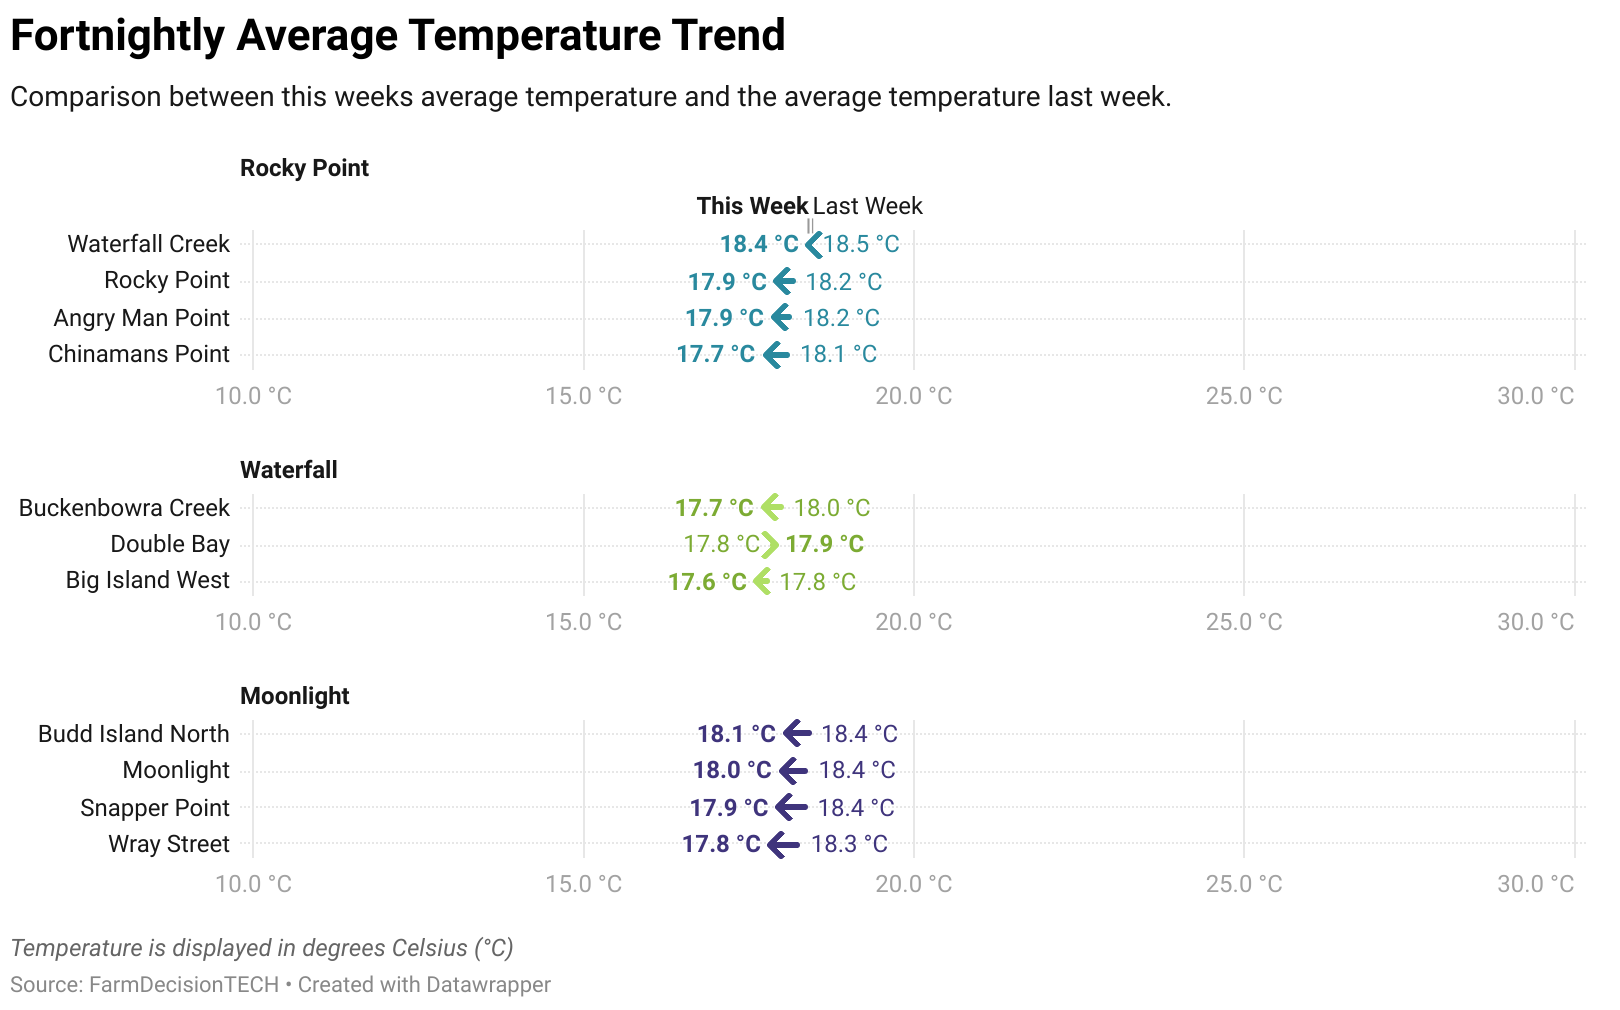 Fortnightly Average Temperature Trend
Comparison between this weeks average temperature and the average temperature last week.
Rocky Point
This Week Last Week
Waterfall Creek 18.4 °C 18.5 °C
Rocky Point 17.9 °C 18.2 °C
Angry Man Point 17.9 °C 18.2 °C
Chinamans Point 17.7 °C 18.1 °C
10.0 °C 15.0 °C 20.0 °C 25.0 °C 30.0 °C
Waterfall
Buckenbowra Creek 17.7 °C 18.0 °C
Double Bay 17.8 °C 17.9 °C
Big Island West 17.6 °C 17.8 °C
10.0 °C 15.0 °C 20.0 °C 25.0 °C 30.0 °C
Moonlight
Budd Island North 18.1 °C 18.4 °C
Moonlight 18.0 °C 18.4 °C
Snapper Point 17.9 °C 18.4 °C
Wray Street 17.8 °C 18.3 °C
10.0 °C 15.0 °C 20.0 °C 25.0 °C 30.0 °C
Temperature is displayed in degrees Celsius (°C)
Source: FarmDecisionTECH • Created with Datawrapper